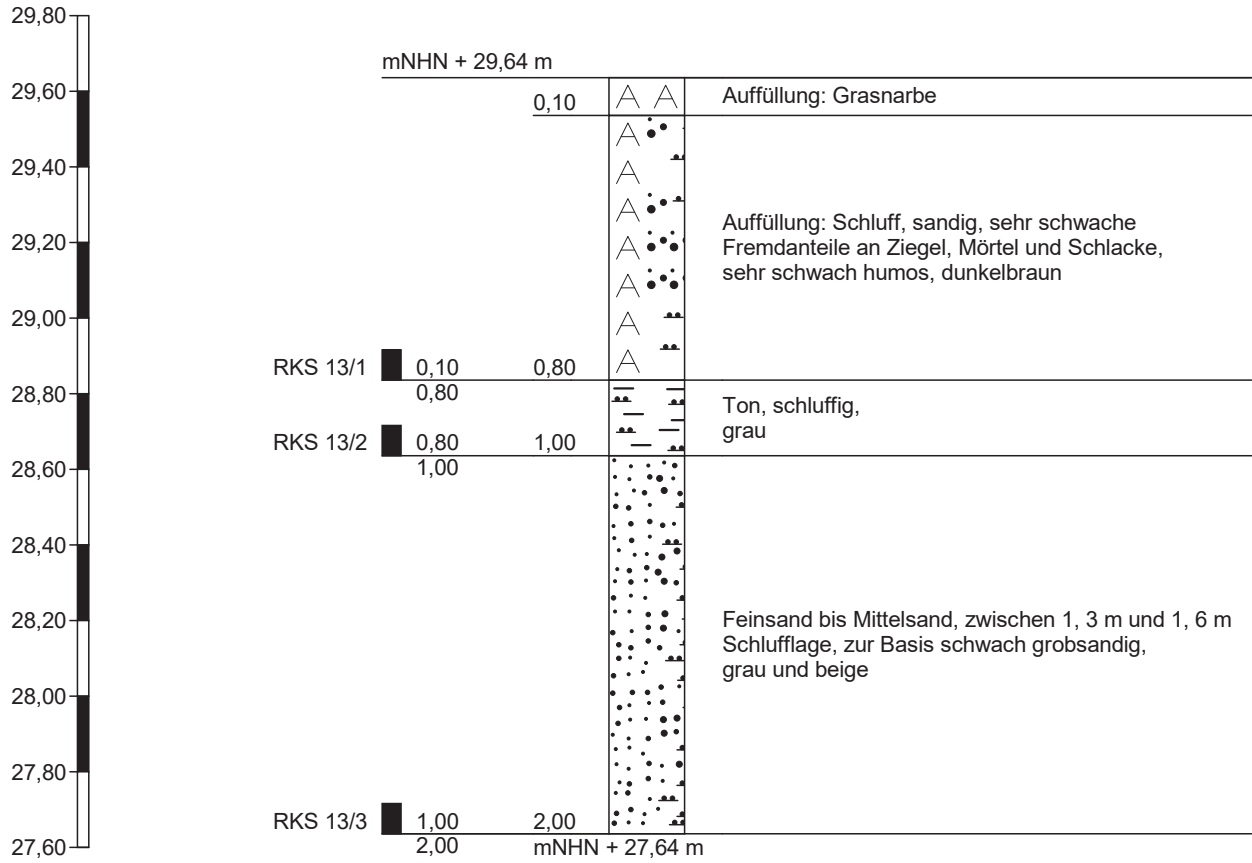 29,80
mNHN + 29,64 m
29,60
0,10
Auffüllung: Grasnarbe
29,40
29,20
Auffüllung: Schluff, sandig, sehr schwache
Fremdanteile an Ziegel, Mörtel und Schlacke,
sehr schwach humos, dunkelbraun
29,00
RKS 13/1 0,10 0,80
0,80
28,80
Ton, schluffig,
grau
RKS 13/2 0,80 1,00
1,00
28,60
28,40
28,20
Feinsand bis Mittelsand, zwischen 1, 3 m und 1, 6 m
Schlufflage, zur Basis schwach grobsandig,
grau und beige
28,00
27,80
RKS 13/3 1,00 2,00
2,00
mNHN + 27,64 m
27,60